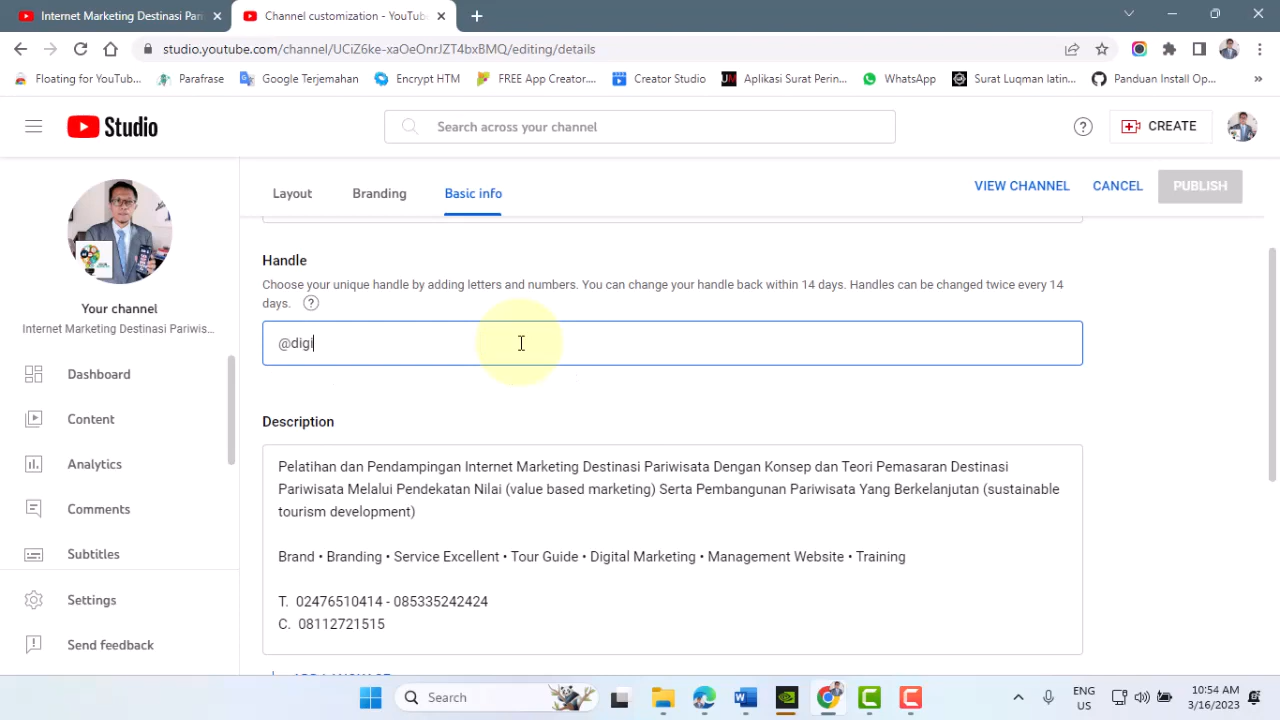 Internet Marketing Destinasi Par
Channel customization - YouTube
studio.youtube.com/channel/UCiZ6ke-xaOeOnrJZT4bxBMQ/editing/details
Floating for YouTub...
Parafrase
Google Terjemahan
Encrypt HTM
FREE App Creator....
Creator Studio
Aplikasi Surat Perin...
WhatsApp
Surat Luqman latin...
Panduan Install Op...
Studio
Search across your channel
CREATE
Layout
Branding
Basic info
VIEW CHANNEL
CANCEL
PUBLISH
Your channel
Internet Marketing Destinasi Pariwis...
Dashboard
Content
Analytics
Comments
Subtitles
Settings
Send feedback
Handle
Choose your unique handle by adding letters and numbers. You can change your handle back within 14 days. Handles can be changed twice every 14
days.
@digi
Description
Pelatihan dan Pendampingan Internet Marketing Destinasi Pariwisata Dengan Konsep dan Teori Pemasaran Destinasi
Pariwisata Melalui Pendekatan Nilai (value based marketing) Serta Pembangunan Pariwisata Yang Berkelanjutan (sustainable
tourism development)
Brand • Branding • Service Excellent • Tour Guide • Digital Marketing • Management Website • Training
T. 02476510414 - 085335242424
C. 08112721515
ADD LANGUAGE
Search
ENG
US
10:54 AM
3/16/2023